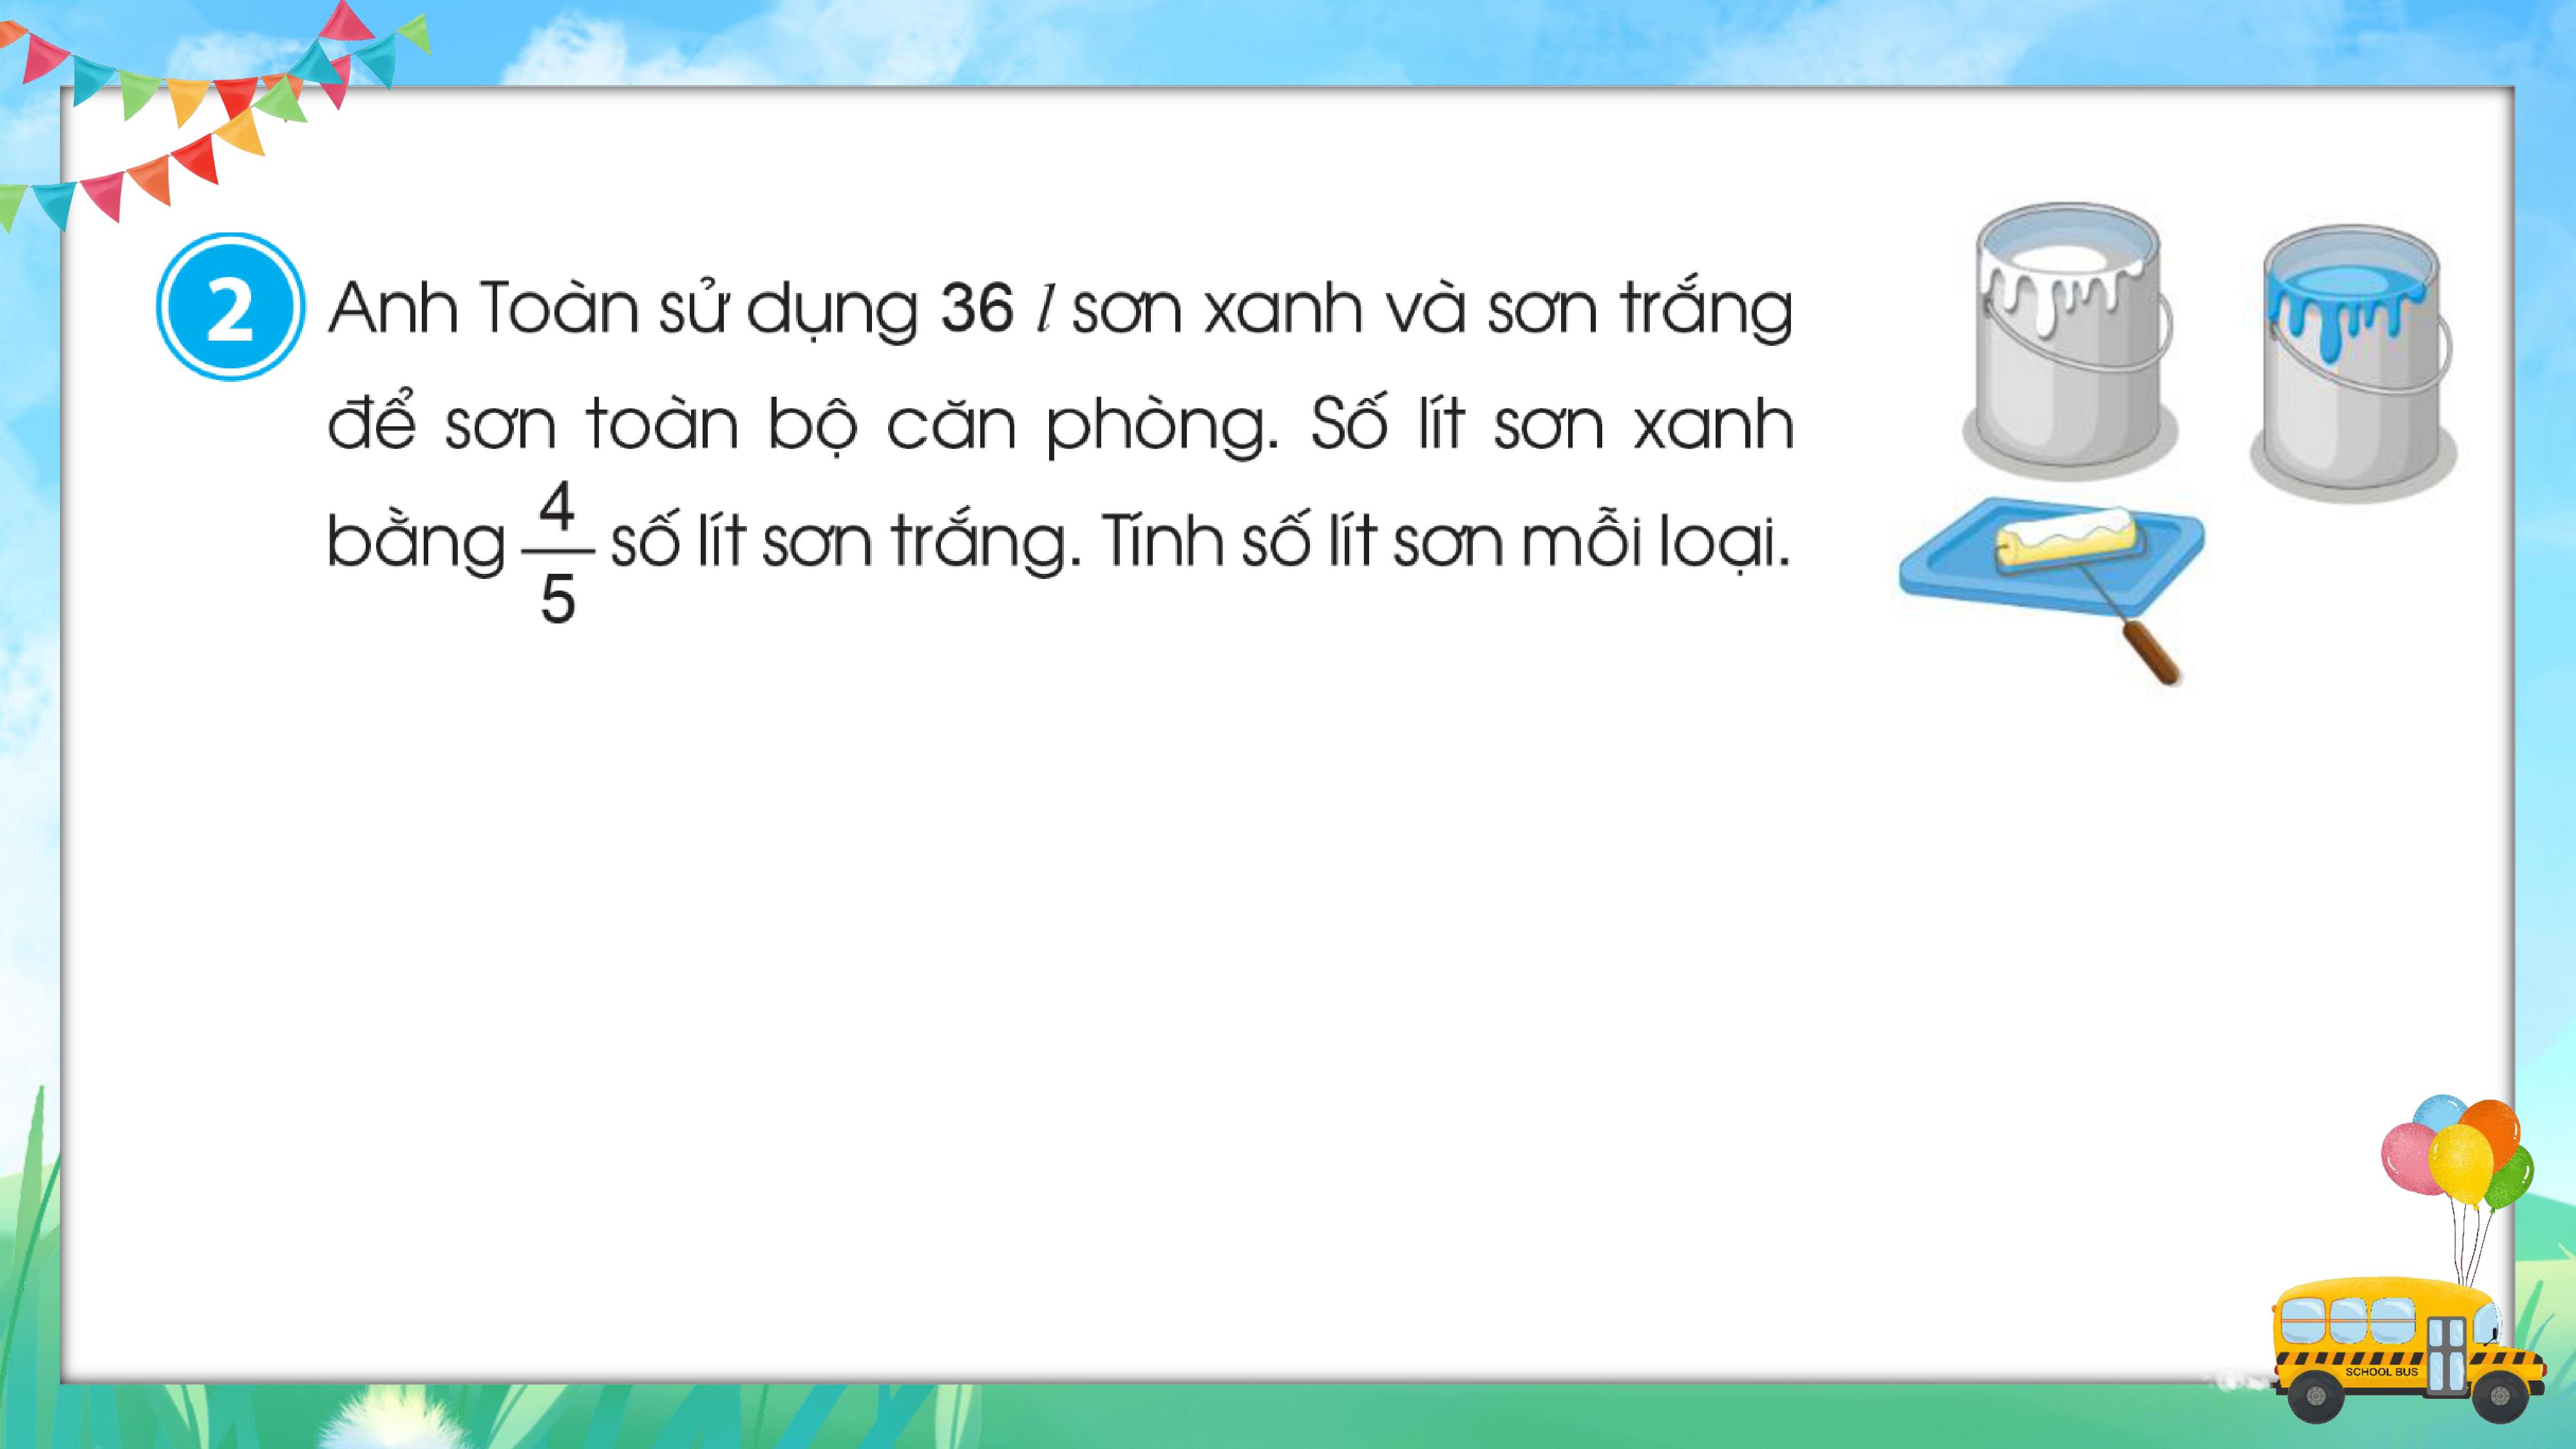 2 Anh Toàn sử dụng 36 l sơn xanh và sơn trắng
để sơn toàn bộ căn phòng. Số lít sơn xanh
bằng 4/5 số lít sơn trắng. Tính số lít sơn mỗi loại.
SCHOOL BUS